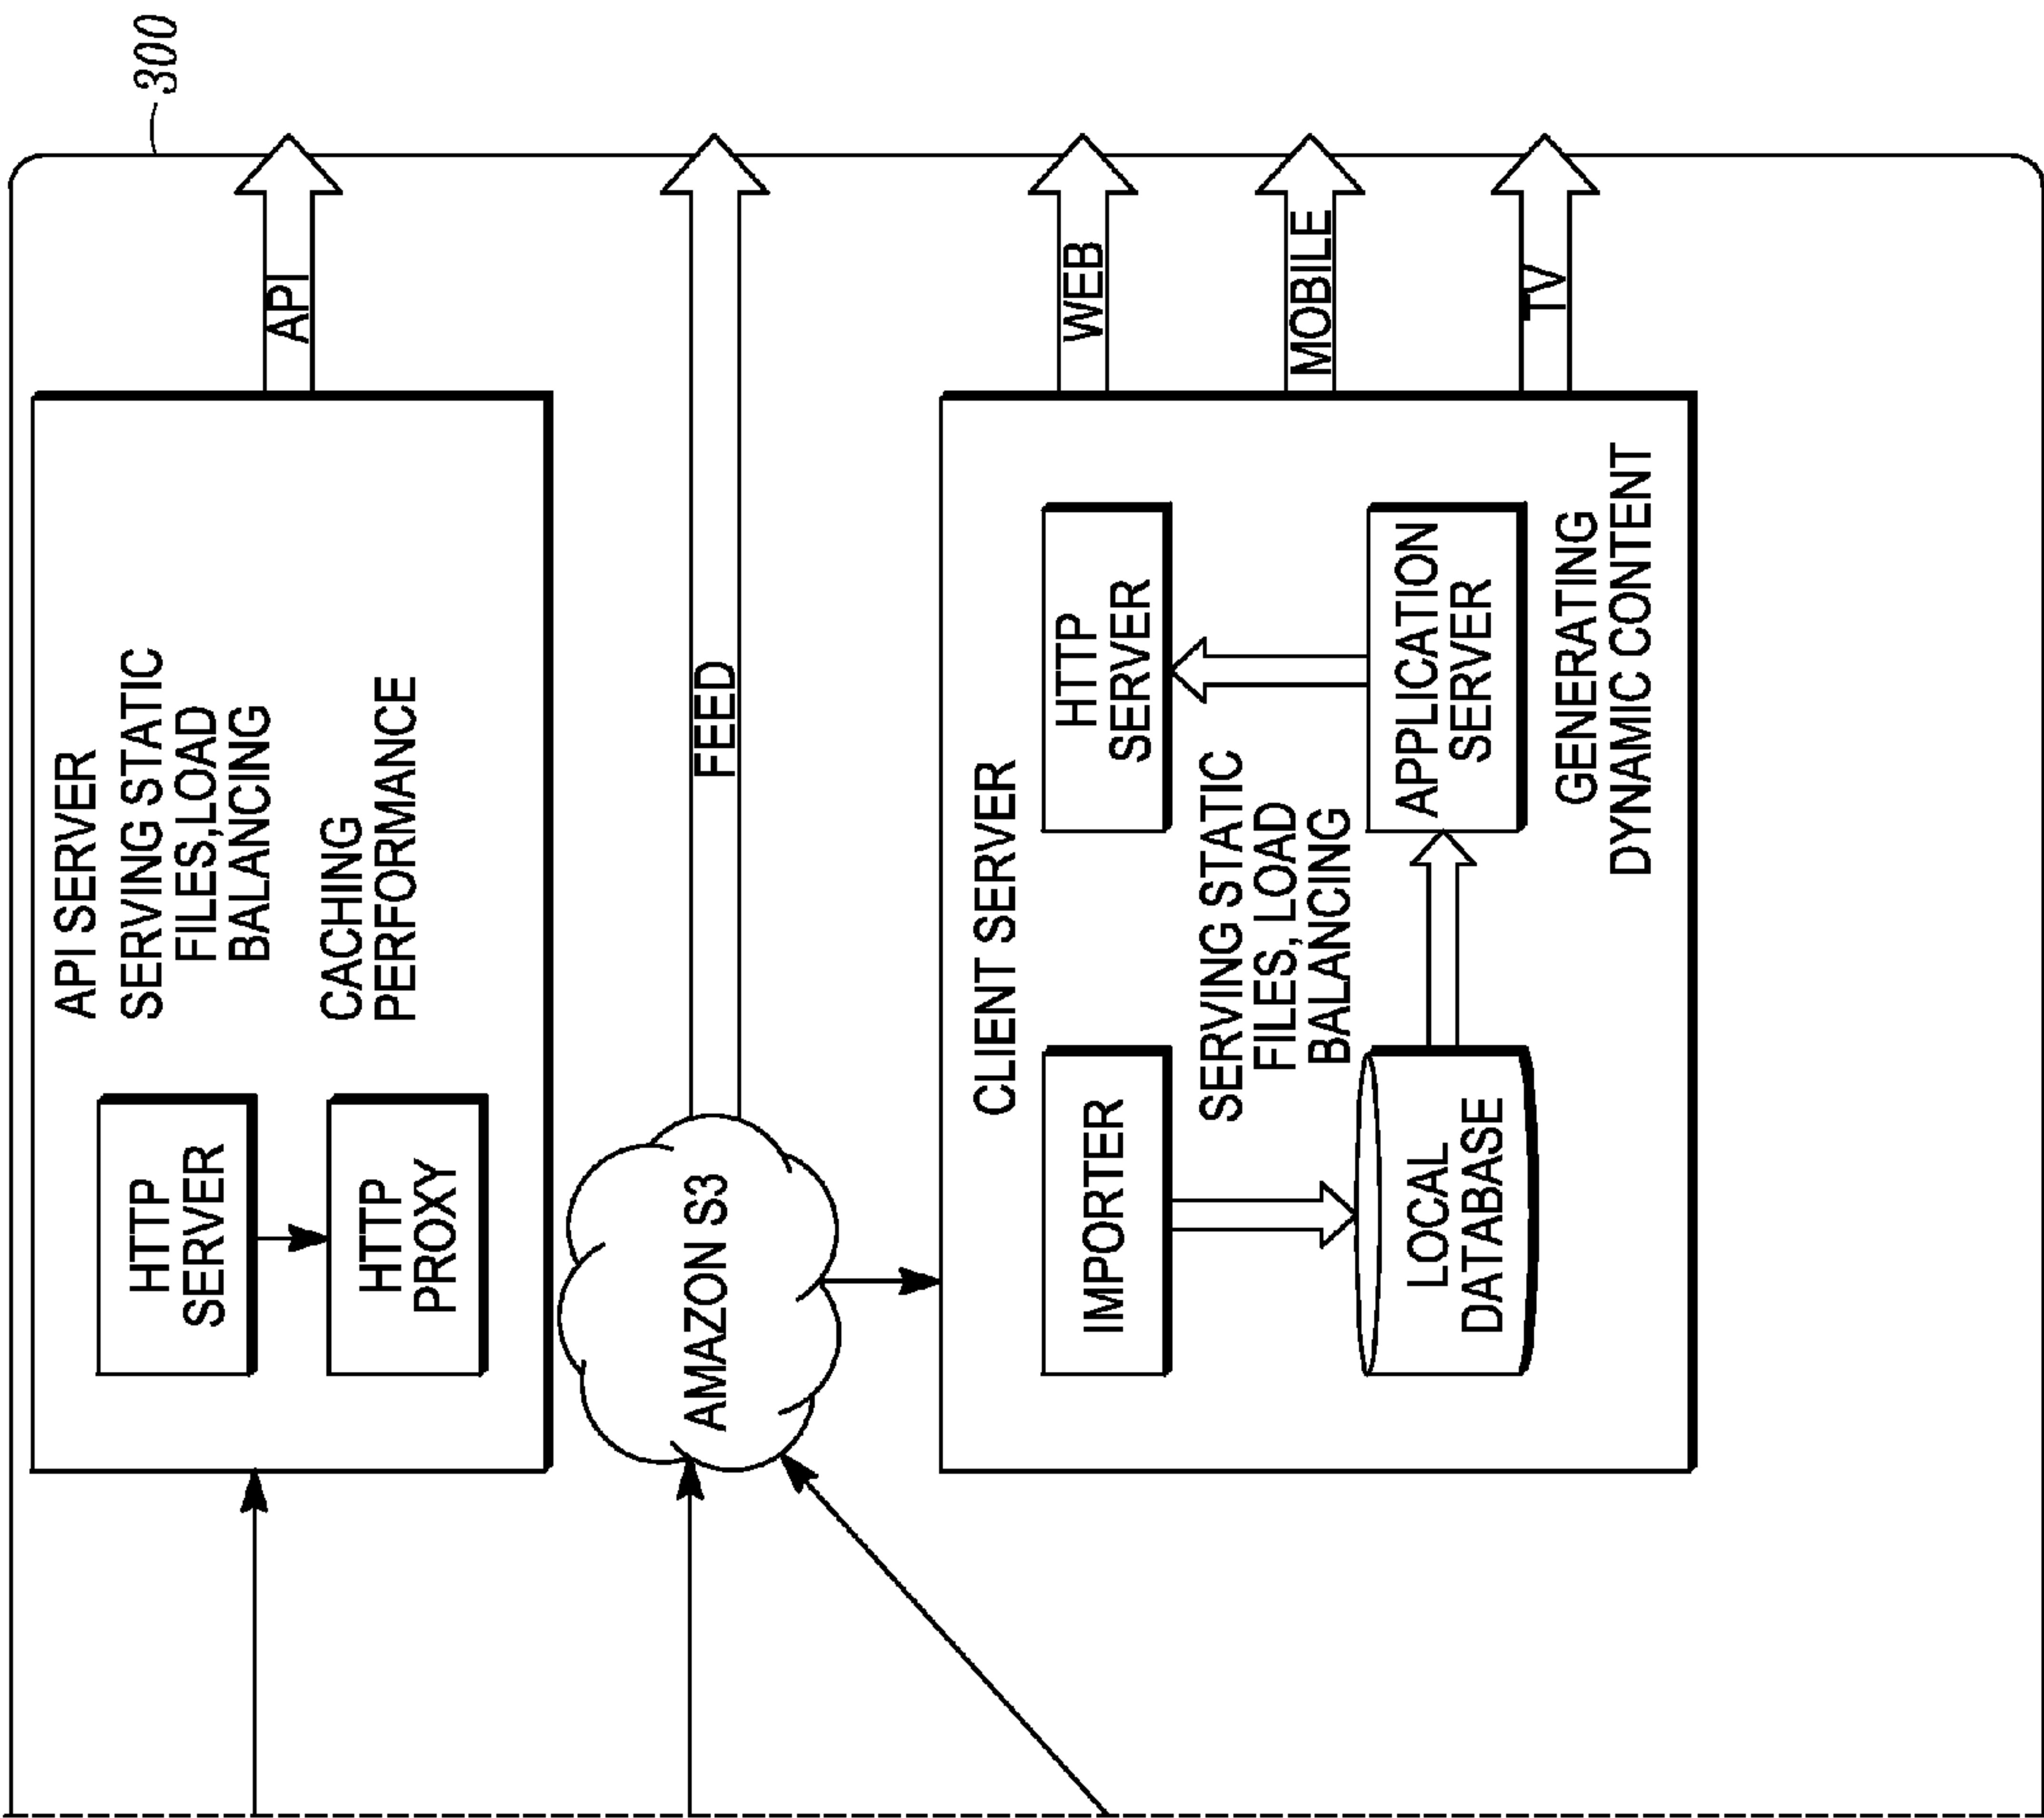 300
API SERVER
SERVING STATIC
FILES,LOAD
BALANCING
CACHING
PERFORMANCE
HTTP
SERVER
HTTP
PROXY
API
AMAZON S3
FEED
CLIENT SERVER
IMPORTER
HTTP
SERVER
SERVING STATIC
FILES,LOAD
BALANCING
LOCAL
DATABASE
APPLICATION
SERVER
GENERATING
DYNAMIC CONTENT
WEB
MOBILE
TV